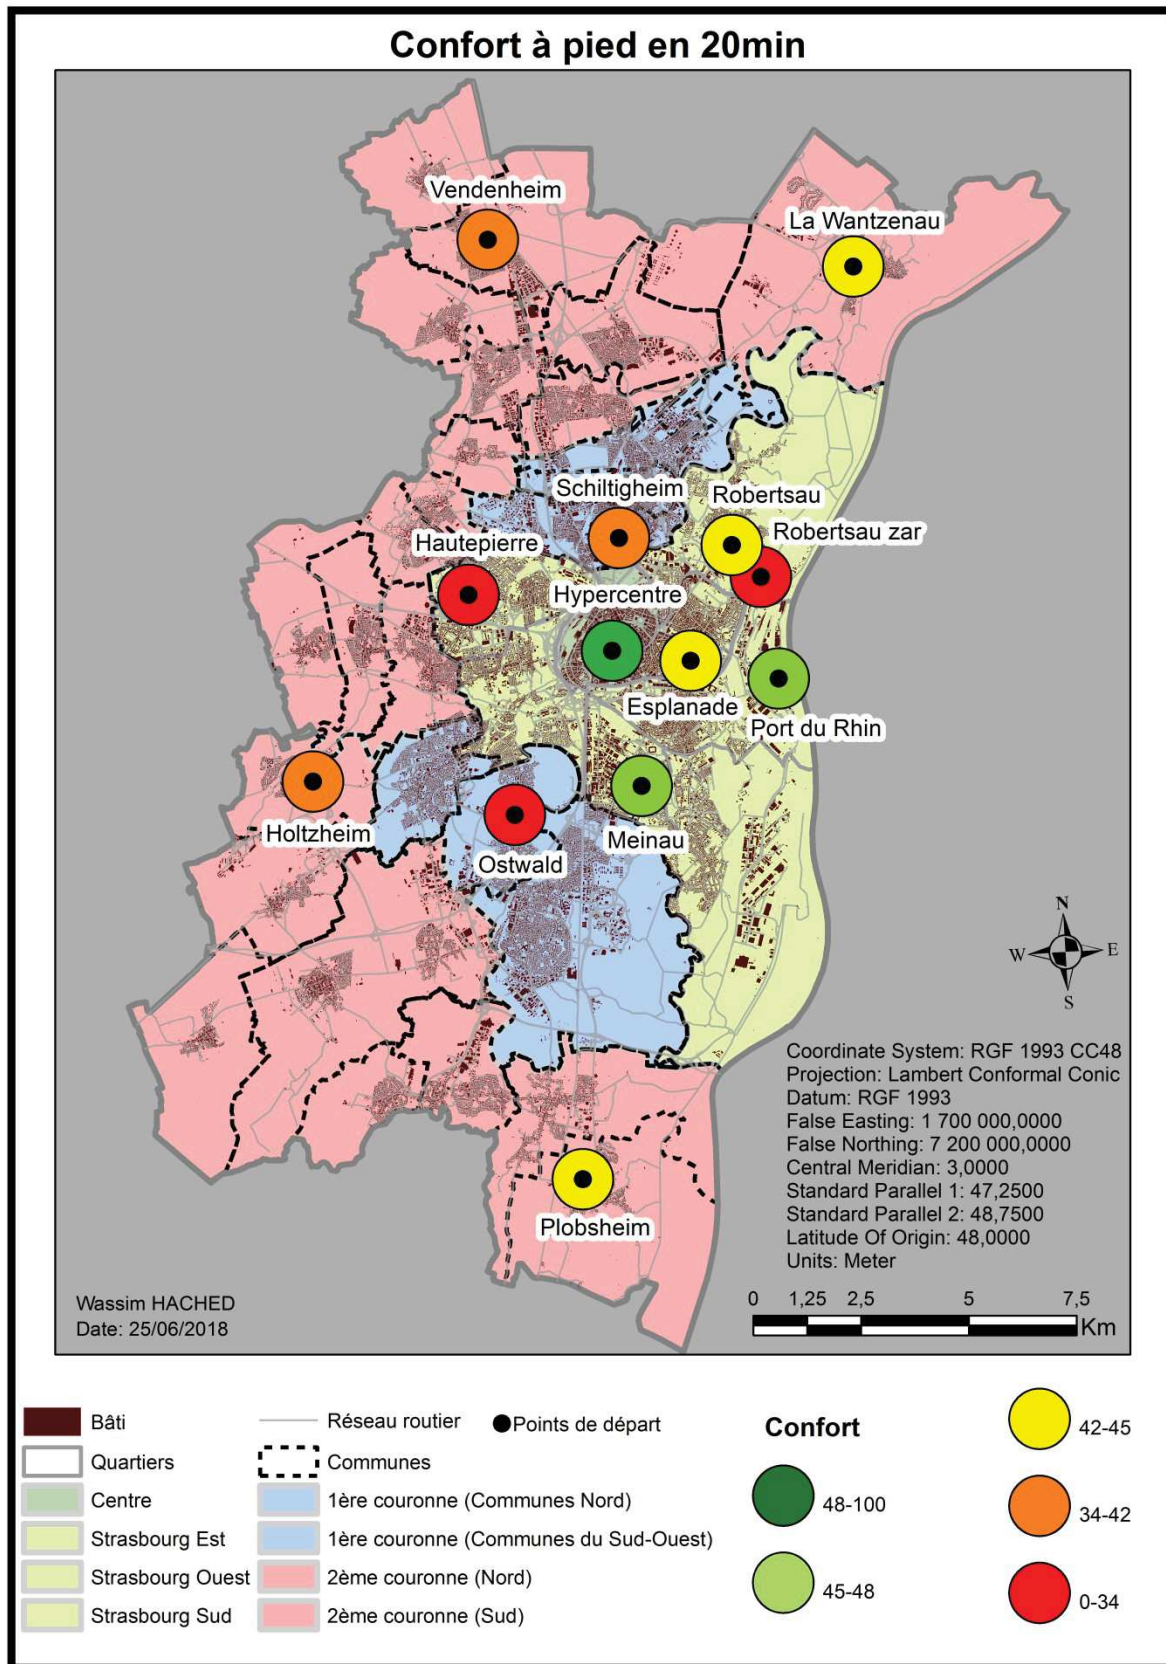 Confort à pied en 20min
Vendenheim
La Wantzenau
Schiltigheim
Robertsau
Robertsau zar
Hautepierre
Hypercentre
Esplanade
Port du Rhin
Holtzheim
Ostwald
Meinau
Plobsheim
N
W
E
S
Coordinate System: RGF 1993 CC48
Projection: Lambert Conformal Conic
Datum: RGF 1993
False Easting: 1 700 000,0000
False Northing: 7 200 000,0000
Central Meridian: 3,0000
Standard Parallel 1: 47,2500
Standard Parallel 2: 48,7500
Latitude Of Origin: 48,0000
Units: Meter
Wassim HACHED
Date: 25/06/2018
0 1,25 2,5 5 7,5
Km
Bâti
Quartiers
Centre
Strasbourg Est
Strasbourg Ouest
Strasbourg Sud
Réseau routier
Points de départ
Communes
1ère couronne (Communes Nord)
1ère couronne (Communes du Sud-Ouest)
2ème couronne (Nord)
2ème couronne (Sud)
Confort
48-100
45-48
42-45
34-42
0-34